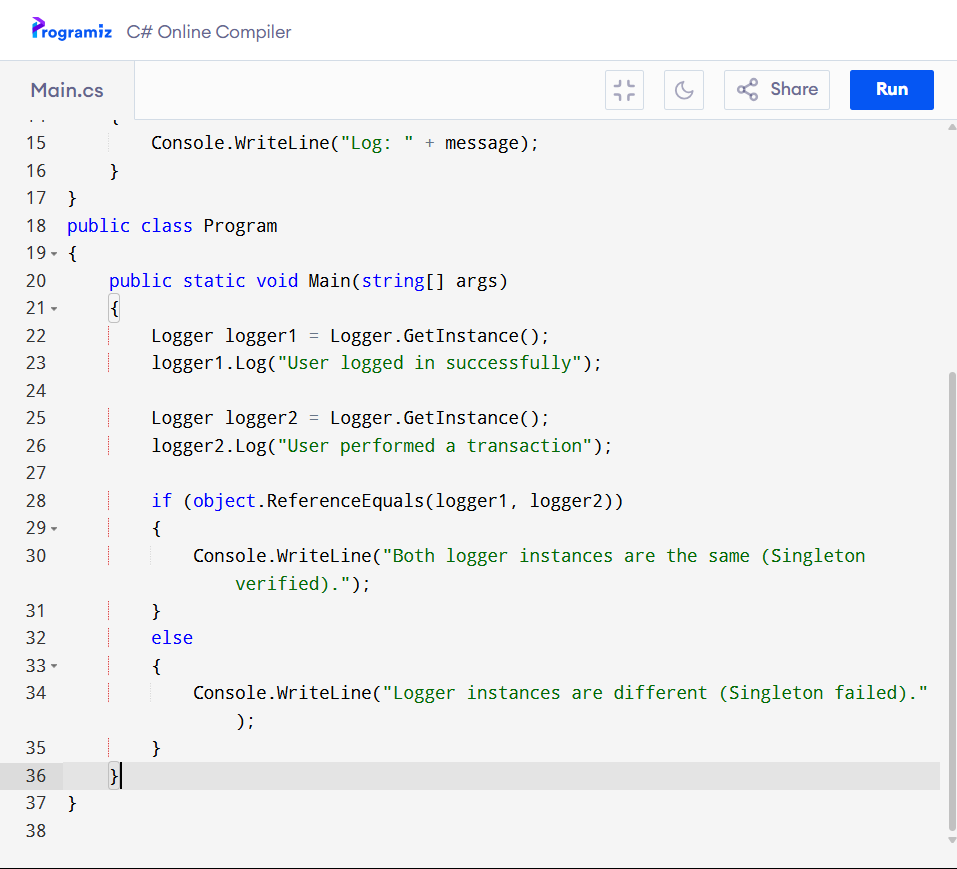 Programiz C# Online Compiler
Main.cs Share Run
15 Console.WriteLine("Log: " + message);
16 }
17 }
18 public class Program
19 {
20 public static void Main(string[] args)
21 {
22 Logger logger1 = Logger.GetInstance();
23 logger1.Log("User logged in successfully");
24
25 Logger logger2 = Logger.GetInstance();
26 logger2.Log("User performed a transaction");
27
28 if (object.ReferenceEquals(logger1, logger2))
29 {
30 Console.WriteLine("Both logger instances are the same (Singleton
verified).");
31 }
32 else
33 {
34 Console.WriteLine("Logger instances are different (Singleton failed)."
);
35 }
36 }
37 }
38